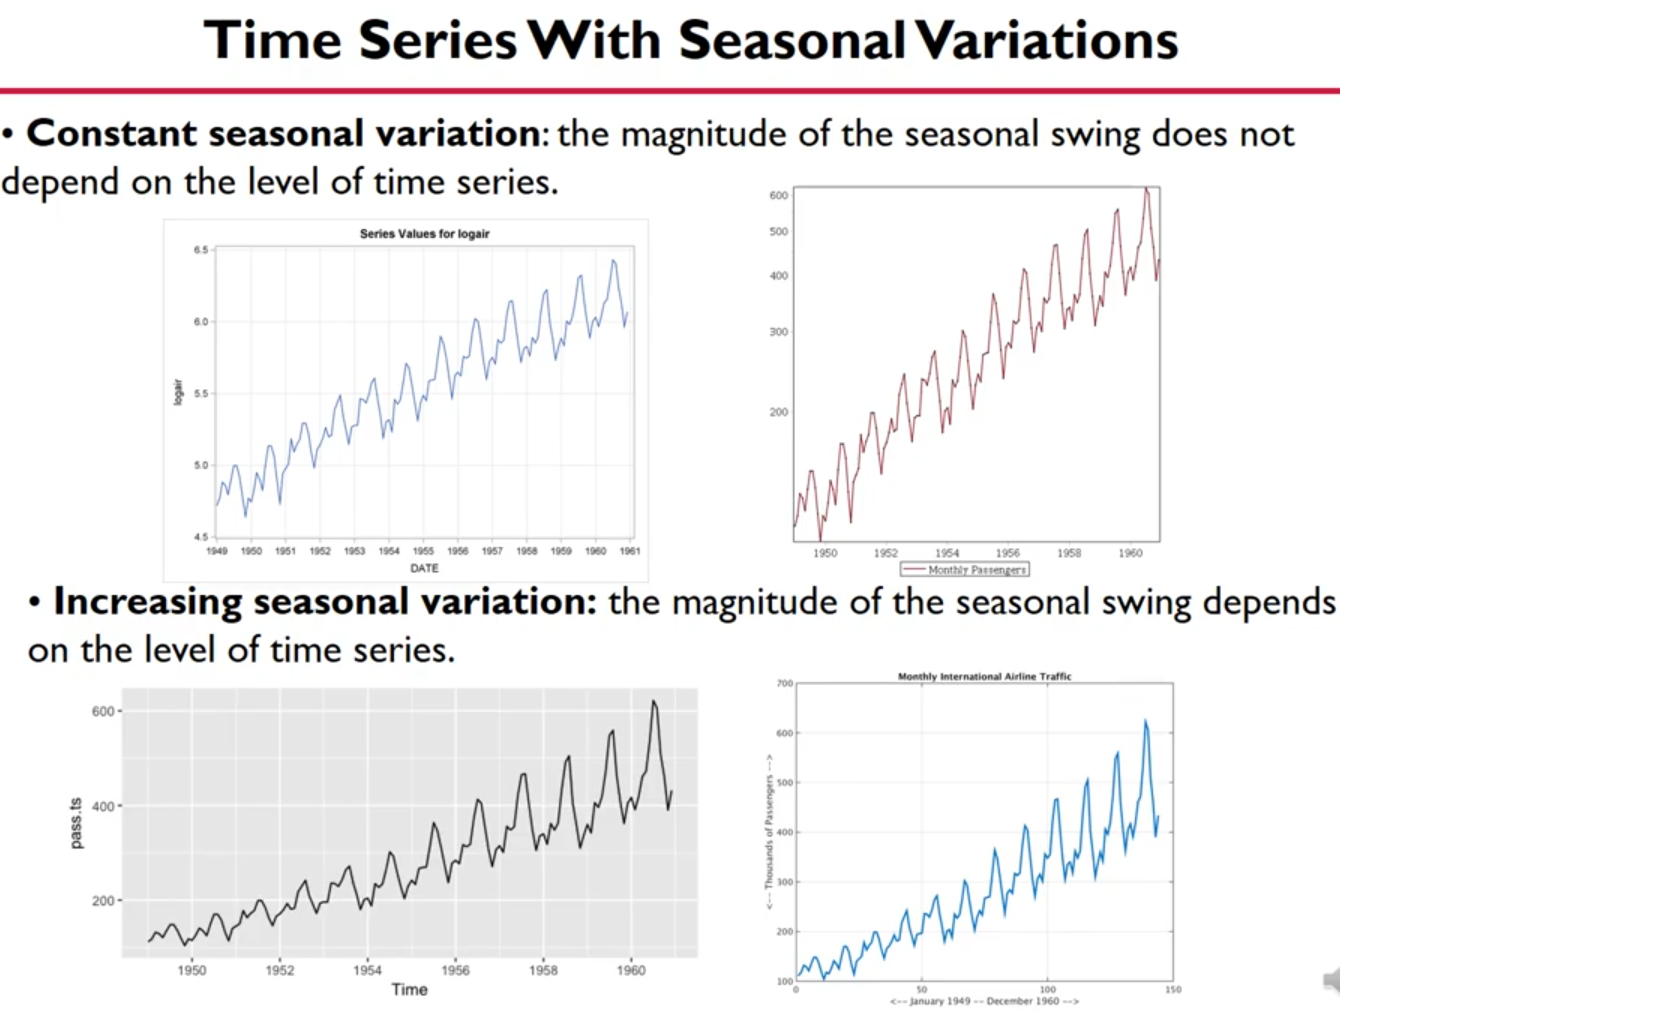 Time Series With Seasonal Variations
• Constant seasonal variation: the magnitude of the seasonal swing does not
depend on the level of time series.
Series Values for logair
6.5
6.0
5.5
5.0
4.5
logair
1949 1950 1951 1952 1953 1954 1955 1956 1957 1958 1959 1960 1961
DATE
600
500
400
300
200
1950 1952 1954 1956 1958 1960
Monthly Passengers
• Increasing seasonal variation: the magnitude of the seasonal swing depends
on the level of time series.
600
400
200
pass.ts
1950 1952 1954 1956 1958 1960
Time
Monthly International Airline Traffic
700
600
500
400
300
200
100
<-- Thousands of Passengers -->
0 50 100 150
<-- January 1949 -- December 1960 -->